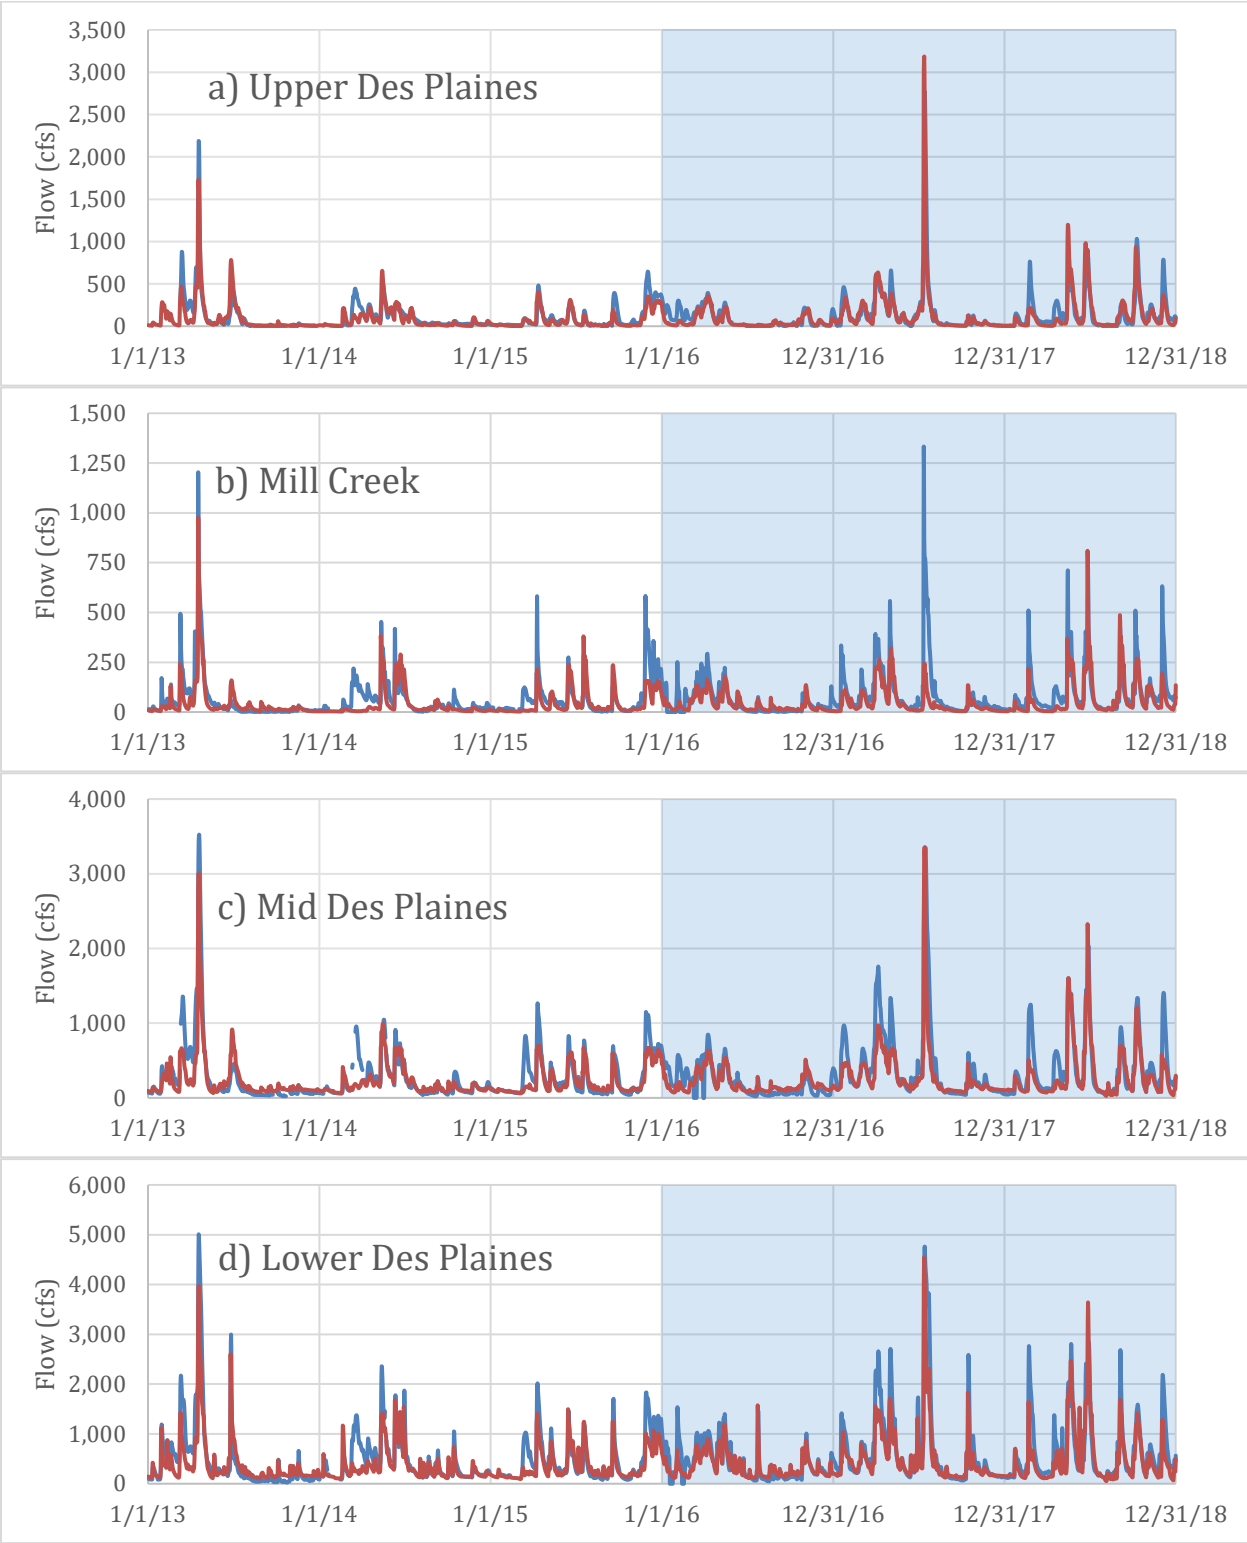 3,500
3,000
2,500
2,000
1,500
1,000
500
0
Flow (cfs)
a) Upper Des Plaines
1/1/13 1/1/14 1/1/15 1/1/16 12/31/16 12/31/17 12/31/18
1,500
1,250
1,000
750
500
250
0
Flow (cfs)
b) Mill Creek
1/1/13 1/1/14 1/1/15 1/1/16 12/31/16 12/31/17 12/31/18
4,000
3,000
2,000
1,000
0
Flow (cfs)
c) Mid Des Plaines
1/1/13 1/1/14 1/1/15 1/1/16 12/31/16 12/31/17 12/31/18
6,000
5,000
4,000
3,000
2,000
1,000
0
Flow (cfs)
d) Lower Des Plaines
1/1/13 1/1/14 1/1/15 1/1/16 12/31/16 12/31/17 12/31/18